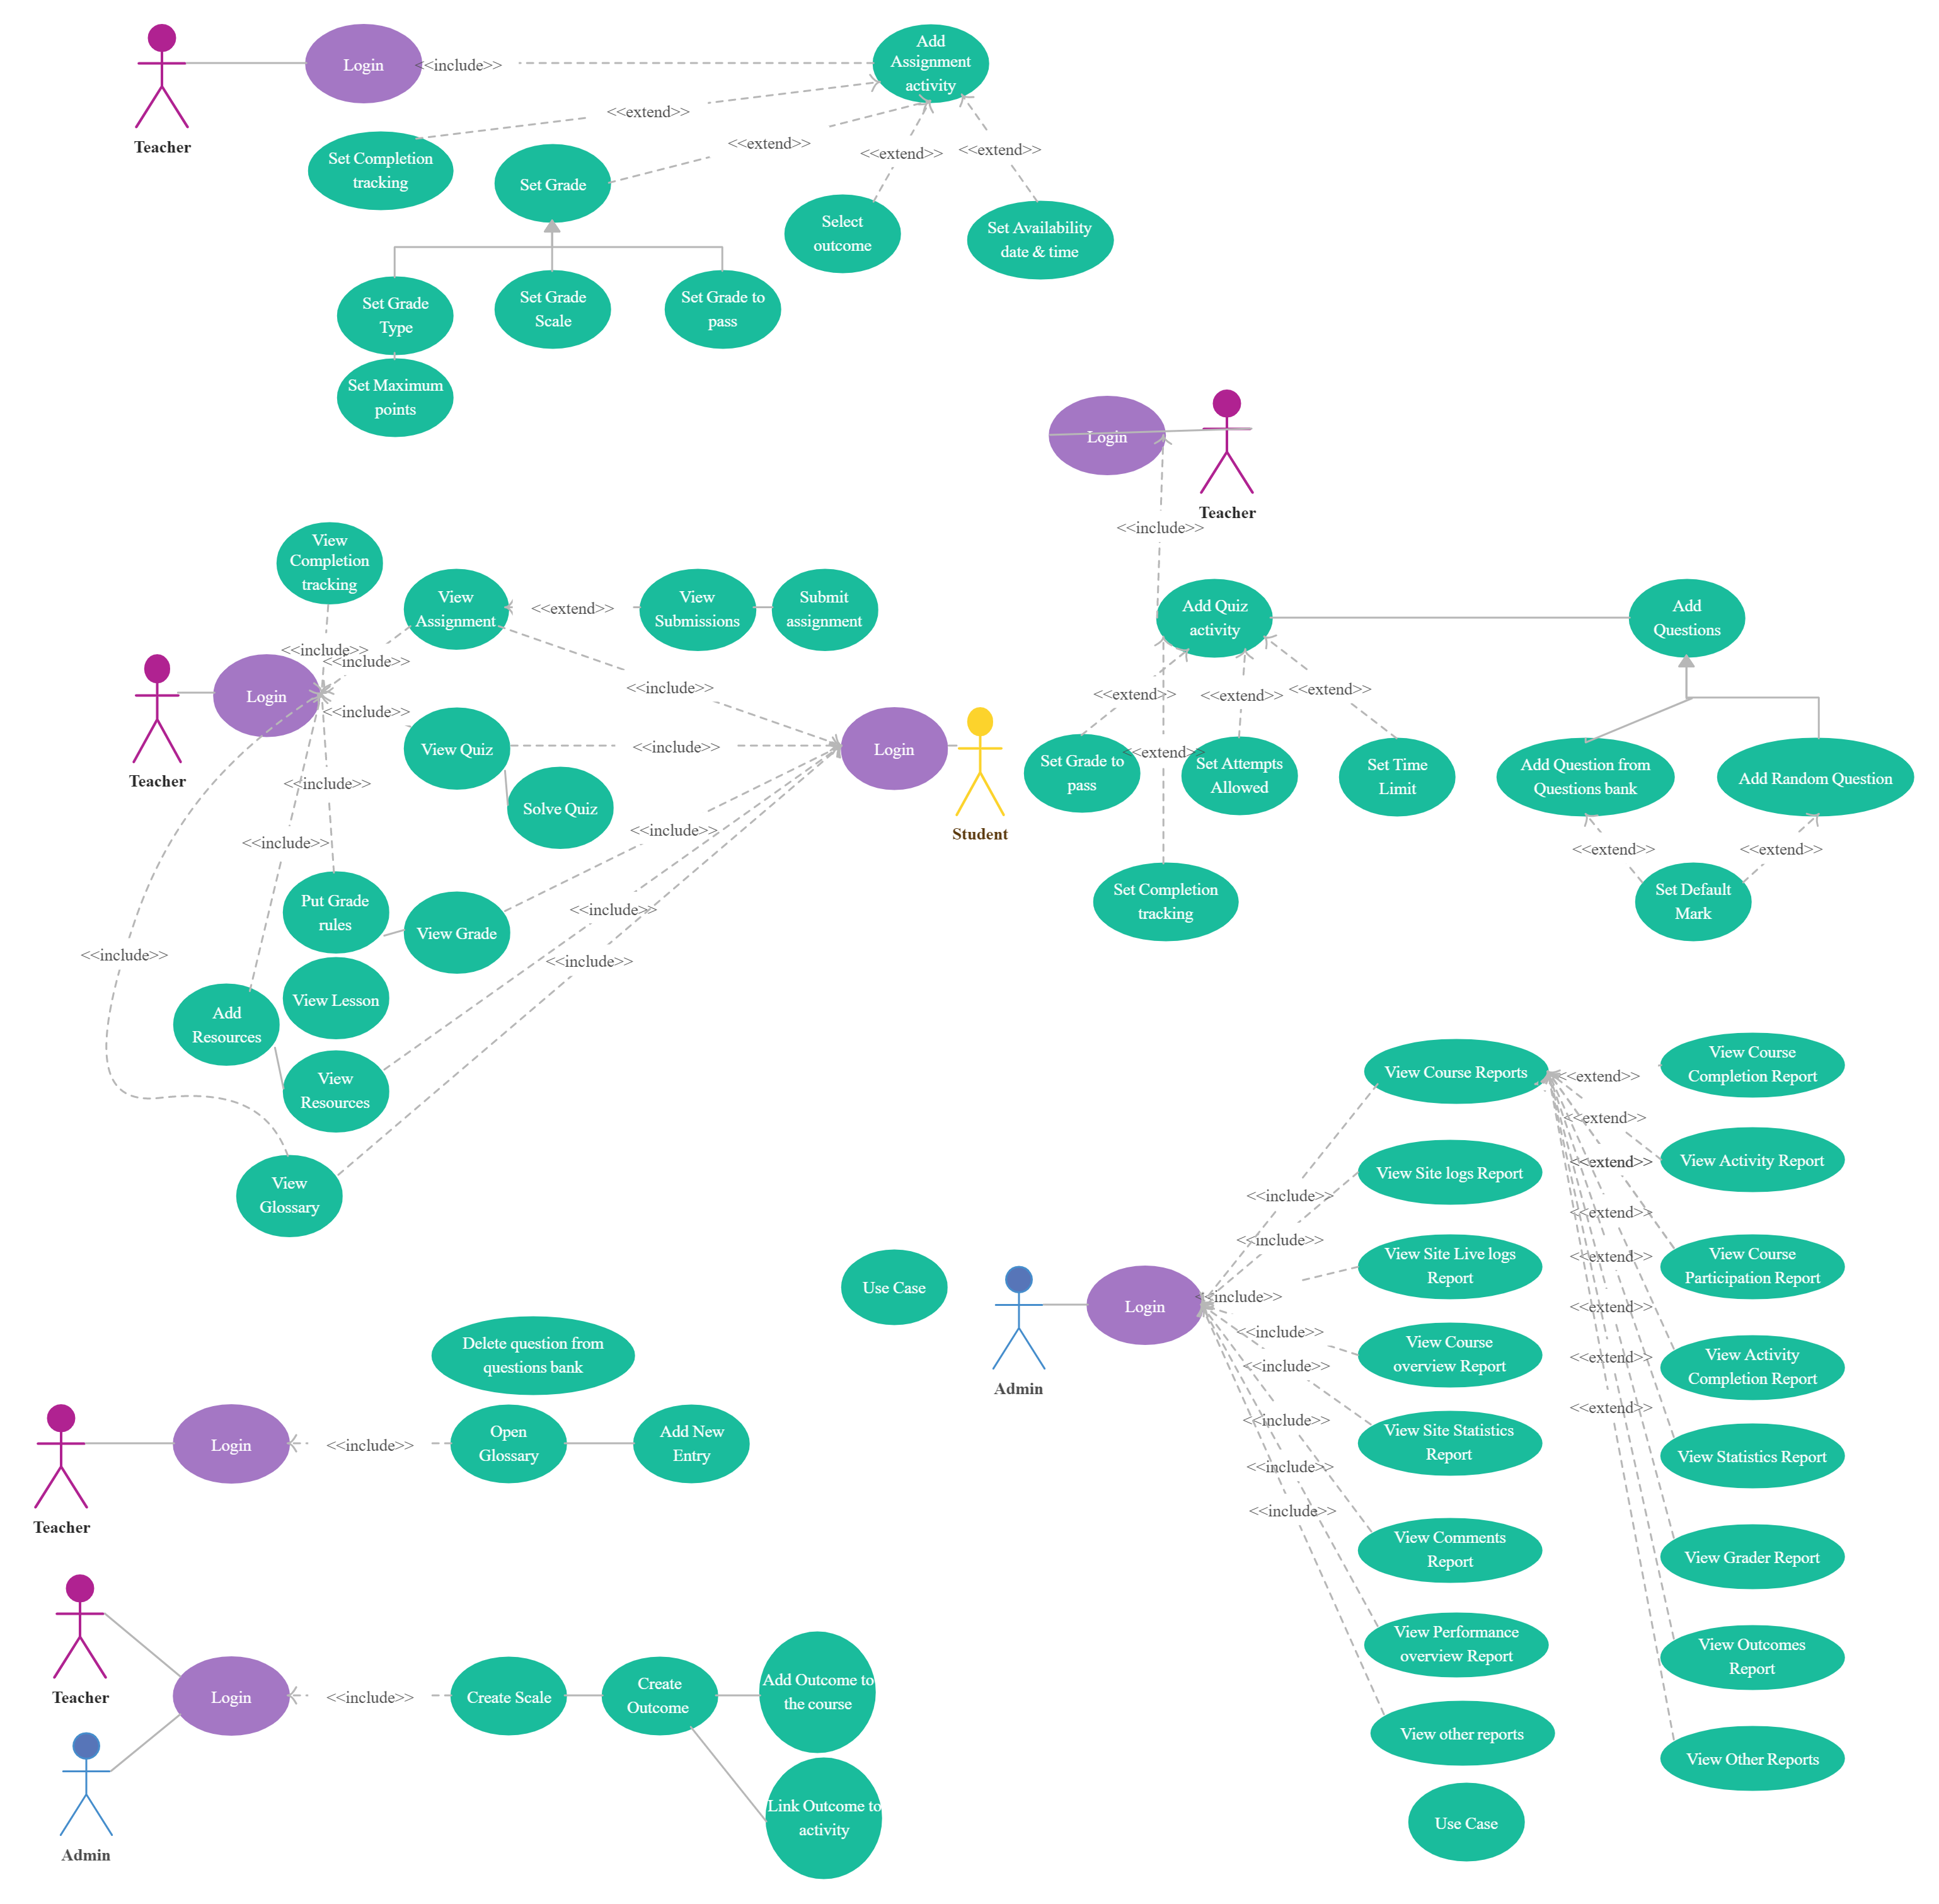 Teacher
Login
<<include>>
Add
Assignment
activity
<<extend>>
<<extend>>
<<extend>>
<<extend>>
Set Completion
tracking
Set Grade
Select
outcome
Set Availability
date & time
Set Grade
Type
Set Grade
Scale
Set Grade to
pass
Set Maximum
points
Login
Teacher
<<include>>
Add Quiz
activity
Add
Questions
<<extend>>
<<extend>>
<<extend>>
<<extend>>
Set Grade to
pass
Set Attempts
Allowed
Set Time
Limit
Add Question from
Questions bank
Add Random Question
<<extend>>
<<extend>>
Set Completion
tracking
Set Default
Mark
View
Completion
tracking
View
Assignment
<<extend>>
View
Submissions
Submit
assignment
<<include>>
<<include>>
Teacher
Login
<<include>>
<<include>>
View Quiz
<<include>>
Login
Student
<<include>>
Solve Quiz
<<include>>
<<include>>
Put Grade
rules
View Grade
<<include>>
<<include>>
<<include>>
View Lesson
Add
Resources
View
Resources
View
Glossary
View Course Reports
<<extend>>
View Course
Completion Report
<<extend>>
View Site logs Report
<<extend>>
View Activity Report
<<include>>
<<extend>>
<<include>>
View Site Live logs
Report
<<extend>>
View Course
Participation Report
Use Case
Admin
Login
<<include>>
<<extend>>
<<include>>
View Course
overview Report
<<extend>>
View Activity
Completion Report
<<include>>
<<extend>>
<<include>>
View Site Statistics
Report
View Statistics Report
<<include>>
<<include>>
View Comments
Report
View Grader Report
View Performance
overview Report
View Outcomes
Report
View other reports
View Other Reports
Use Case
Delete question from
questions bank
Teacher
Login
<<include>>
Open
Glossary
Add New
Entry
Teacher
Login
<<include>>
Create Scale
Create
Outcome
Add Outcome to
the course
Link Outcome to
activity
Admin